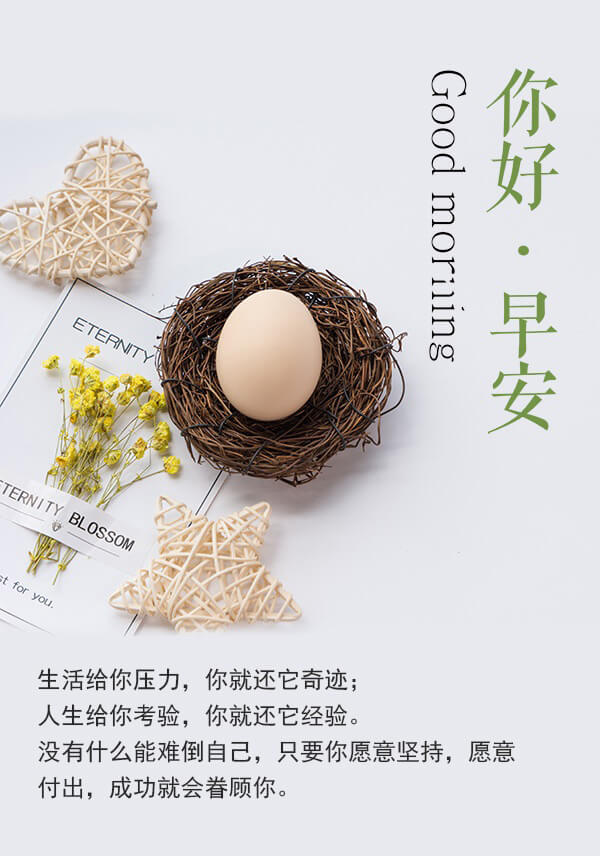 你好·早安
Good morning
ETERNITY
ETERNITY BLOSSOM
st for you.
生活给你压力，你就还它奇迹；
人生给你考验，你就还它经验。
没有什么能难倒自己，只要你愿意坚持，愿意
付出，成功就会眷顾你。